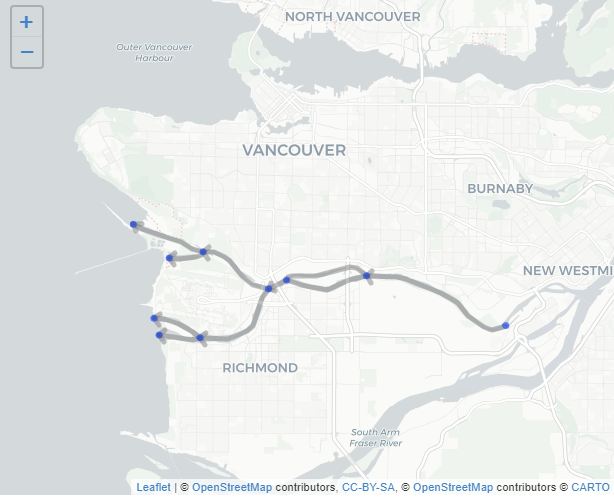 NORTH VANCOUVER
+
−
Outer Vancouver
Harbour
VANCOUVER
BURNABY
NEW WESTMI
RICHMOND
South Arm
Fraser River
Leaflet | © OpenStreetMap contributors, CC-BY-SA, © OpenStreetMap contributors © CARTO